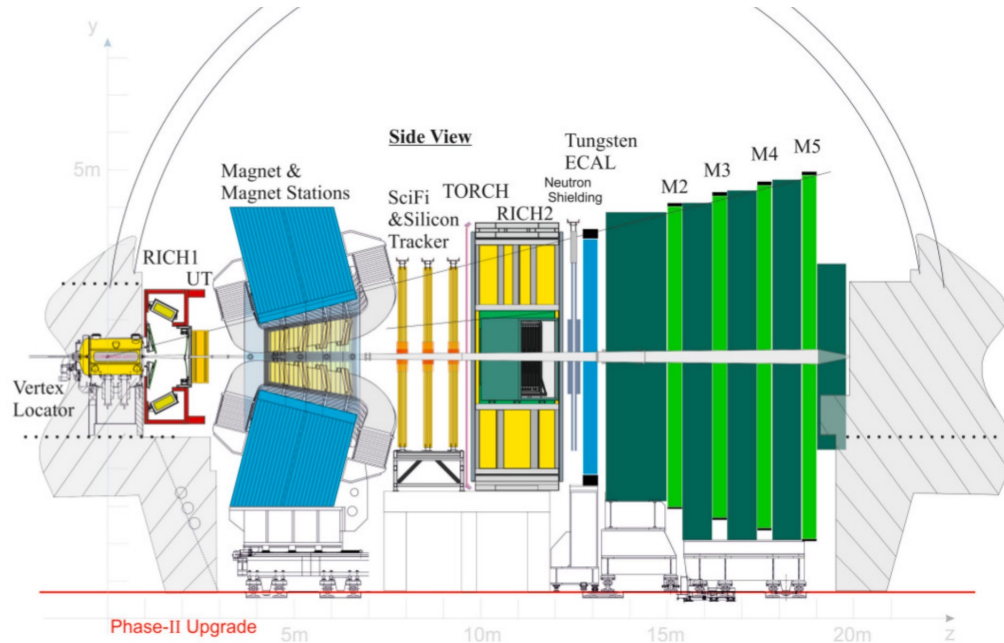 y
5m
Side View
Magnet &
Magnet Stations
SciFi
&Silicon
Tracker
TORCH
RICH2
Tungsten
ECAL
Neutron
Shielding
M2
M3
M4
M5
RICH1
UT
Vertex
Locator
Phase-II Upgrade
5m
10m
15m
20m
z